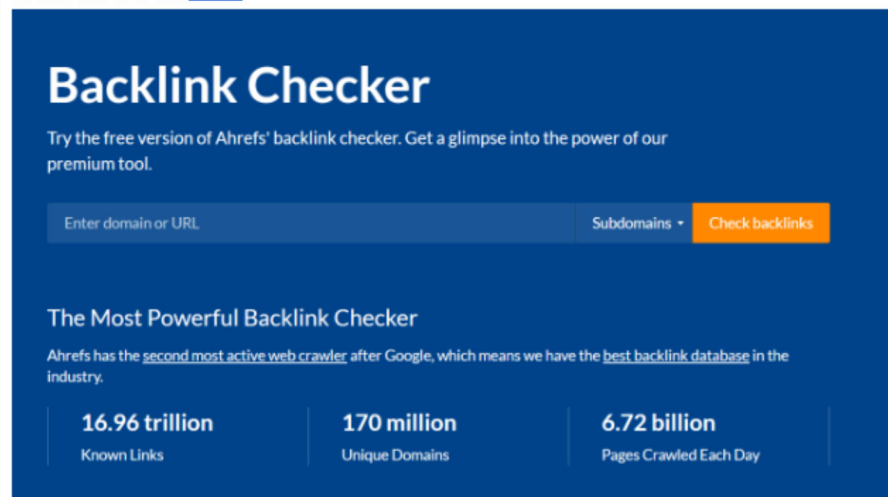 Backlink Checker
Try the free version of Ahrefs' backlink checker. Get a glimpse into the power of our
premium tool.
Enter domain or URL
Subdomains
Check backlinks
The Most Powerful Backlink Checker
Ahrefs has the second most active web crawler after Google, which means we have the best backlink database in the
industry.
16.96 trillion
Known Links
170 million
Unique Domains
6.72 billion
Pages Crawled Each Day